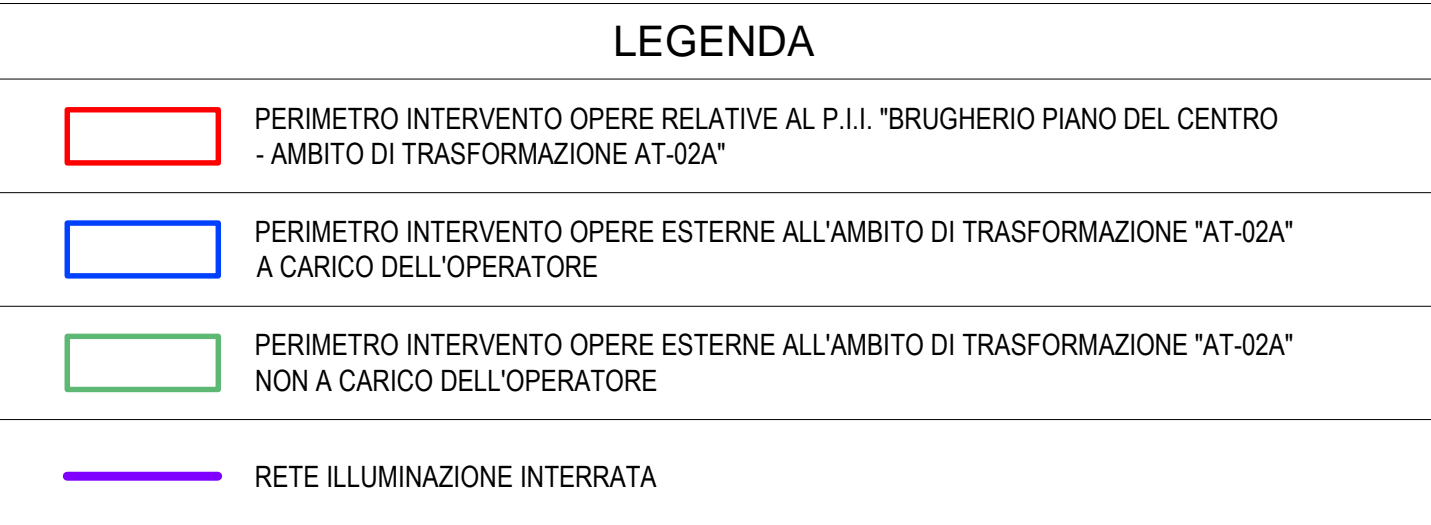 LEGENDA
PERIMETRO INTERVENTO OPERE RELATIVE AL P.I.I. "BRUGHERIO PIANO DEL CENTRO
- AMBITO DI TRASFORMAZIONE AT-02A"
PERIMETRO INTERVENTO OPERE ESTERNE ALL'AMBITO DI TRASFORMAZIONE "AT-02A"
A CARICO DELL'OPERATORE
PERIMETRO INTERVENTO OPERE ESTERNE ALL'AMBITO DI TRASFORMAZIONE "AT-02A"
NON A CARICO DELL'OPERATORE
RETE ILLUMINAZIONE INTERRATA